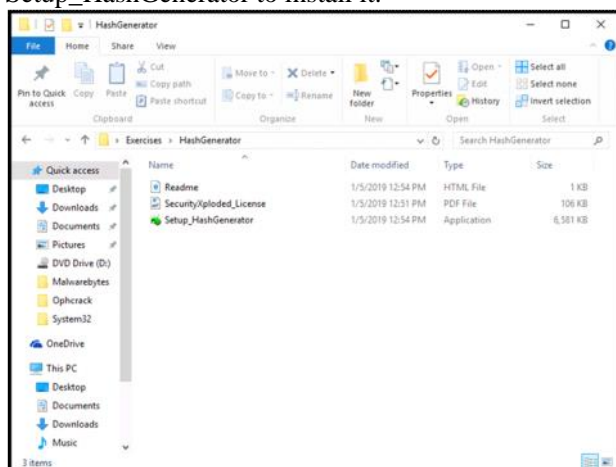 Setup_HashGenerator to install it.
HashGenerator
File Home Share View
Pin to Quick access
Copy
Paste
Cut
Copy path
Paste shortcut
Clipboard
Move to
Copy to
Delete
Rename
Organize
New folder
New
Properties
Open
Edit
History
Open
Select all
Select none
Invert selection
Select
Exercises › HashGenerator
Search HashGenerator
Quick access
Desktop
Downloads
Documents
Pictures
DVD Drive (D:)
Malwarebytes
Ophcrack
System32
OneDrive
This PC
Desktop
Documents
Downloads
Music
Name Date modified Type Size
Readme 1/5/2019 12:54 PM HTML File 1 KB
SecurityXploded_License 1/5/2019 12:51 PM PDF File 106 KB
Setup_HashGenerator 1/5/2019 12:54 PM Application 6,581 KB
3 items